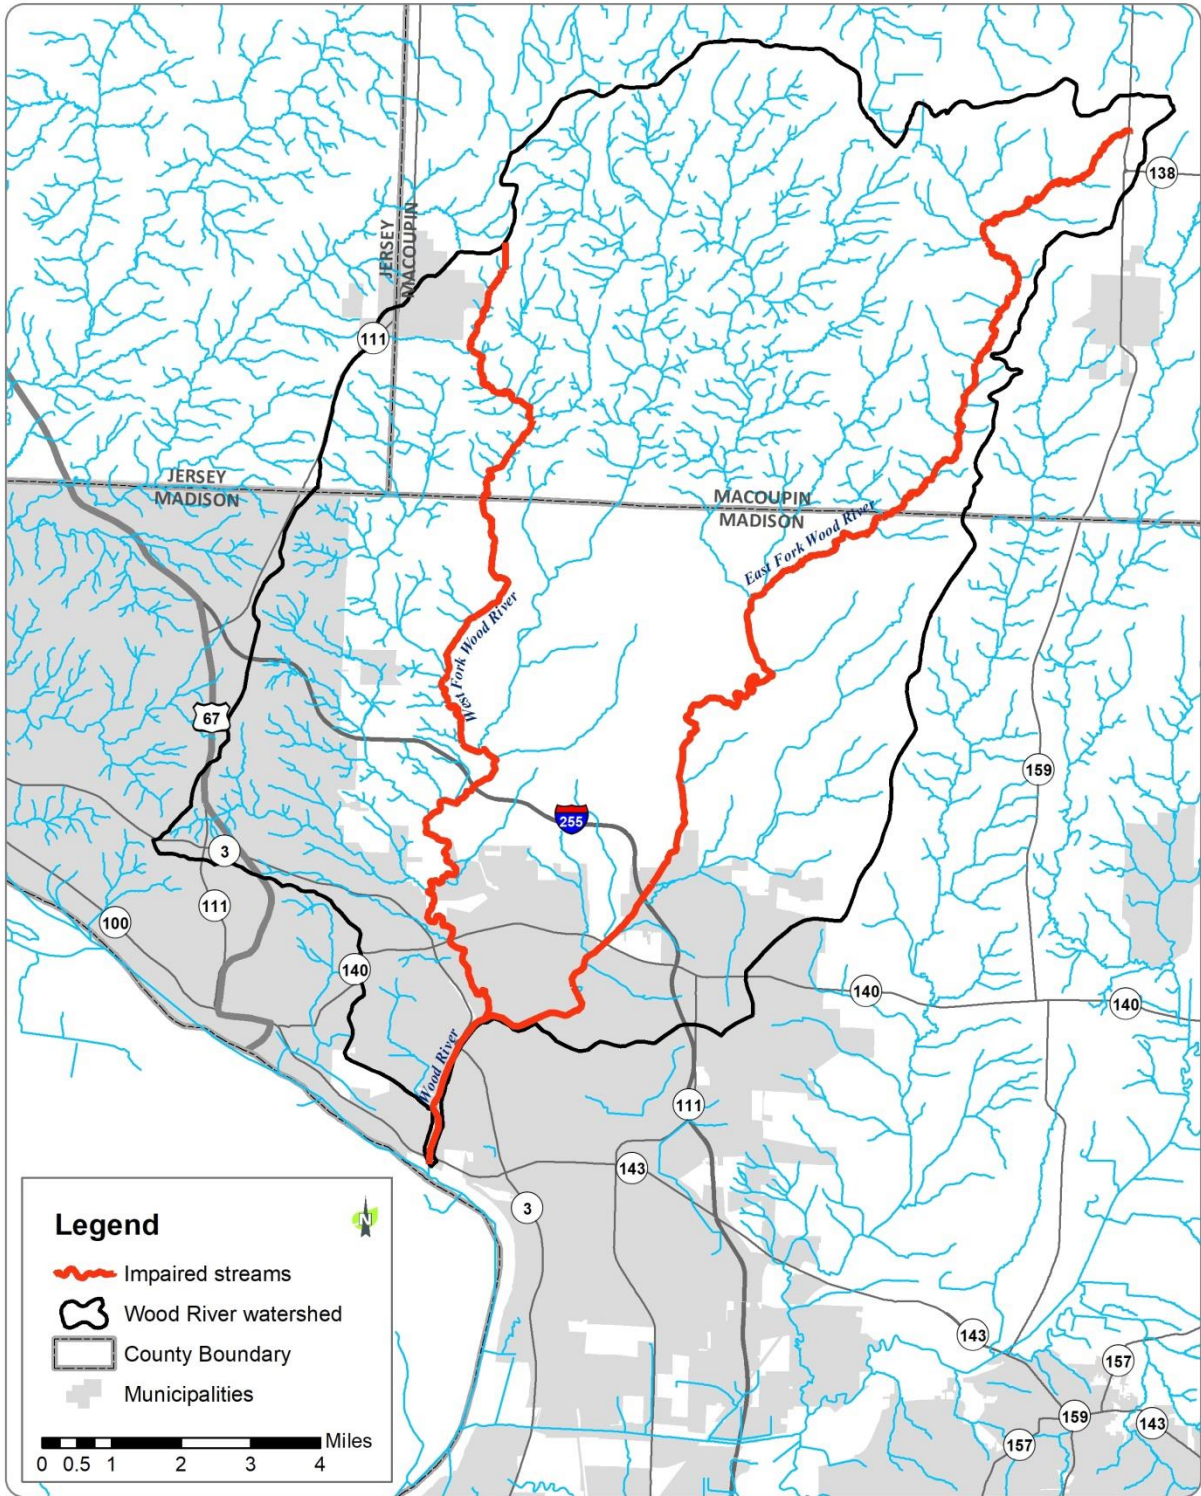 138
JERSEY
MACOUPIN
111
JERSEY
MADISON
MACOUPIN
MADISON
East Fork Wood River
West Fork Wood River
67
159
255
3
111
100
140
140
140
Wood River
111
143
3
143
157
159
143
157
Legend
N
Impaired streams
Wood River watershed
County Boundary
Municipalities
Miles
0 0.5 1 2 3 4